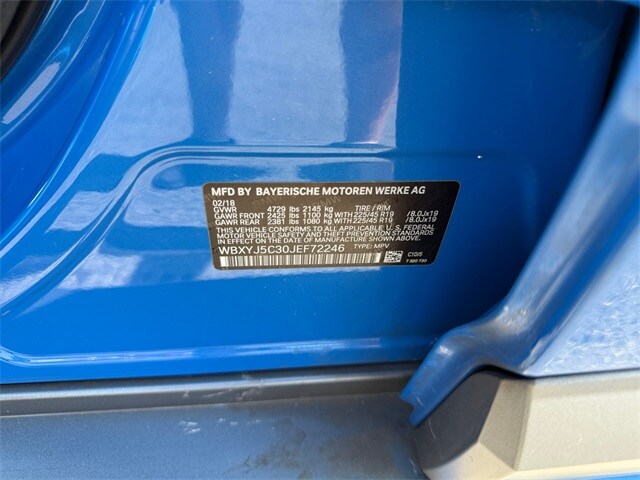 MFD BY BAYERISCHE MOTOREN WERKE AG
02/18
GVWR 4729 lbs 2145 kg TIRE / RIM
GAWR FRONT 2425 lbs 1100 kg WITH 225/45 R19 /8.0Jx19
GAWR REAR 2381 lbs 1080 kg WITH 225/45 R19 /8.0Jx19
THIS VEHICLE CONFORMS TO ALL APPLICABLE U. S. FEDERAL
MOTOR VEHICLE SAFETY, BUMPER, AND THEFT PREVENTION
STANDARDS IN EFFECT ON THE DATE OF MANUFACTURE SHOWN ABOVE.
WBXYJ5C30JEF72246 TYPE: MPV